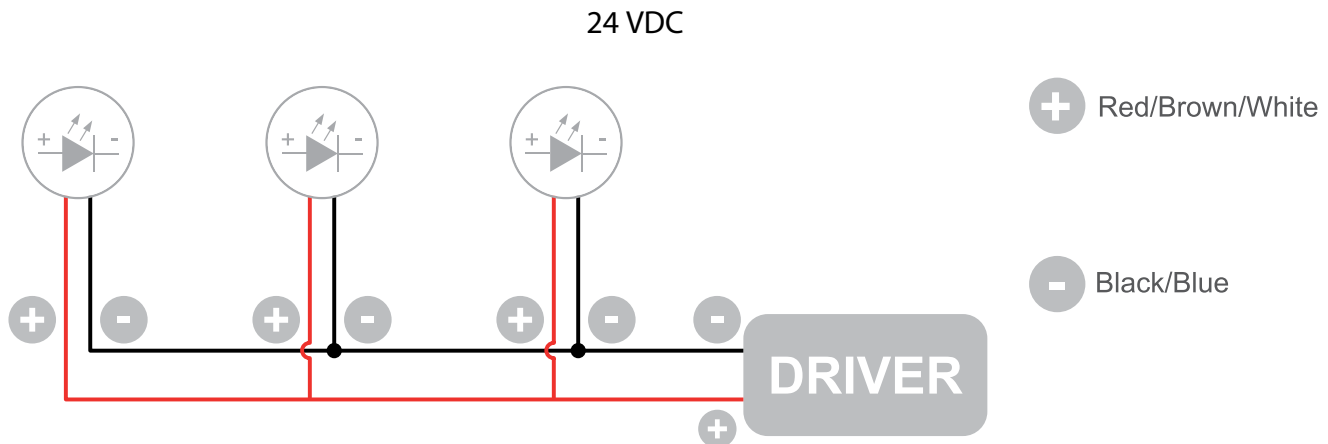 24 VDC
+ -
+ -
+ -
+ Red/Brown/White
- Black/Blue
+ -
+ -
+ -
-
DRIVER
+